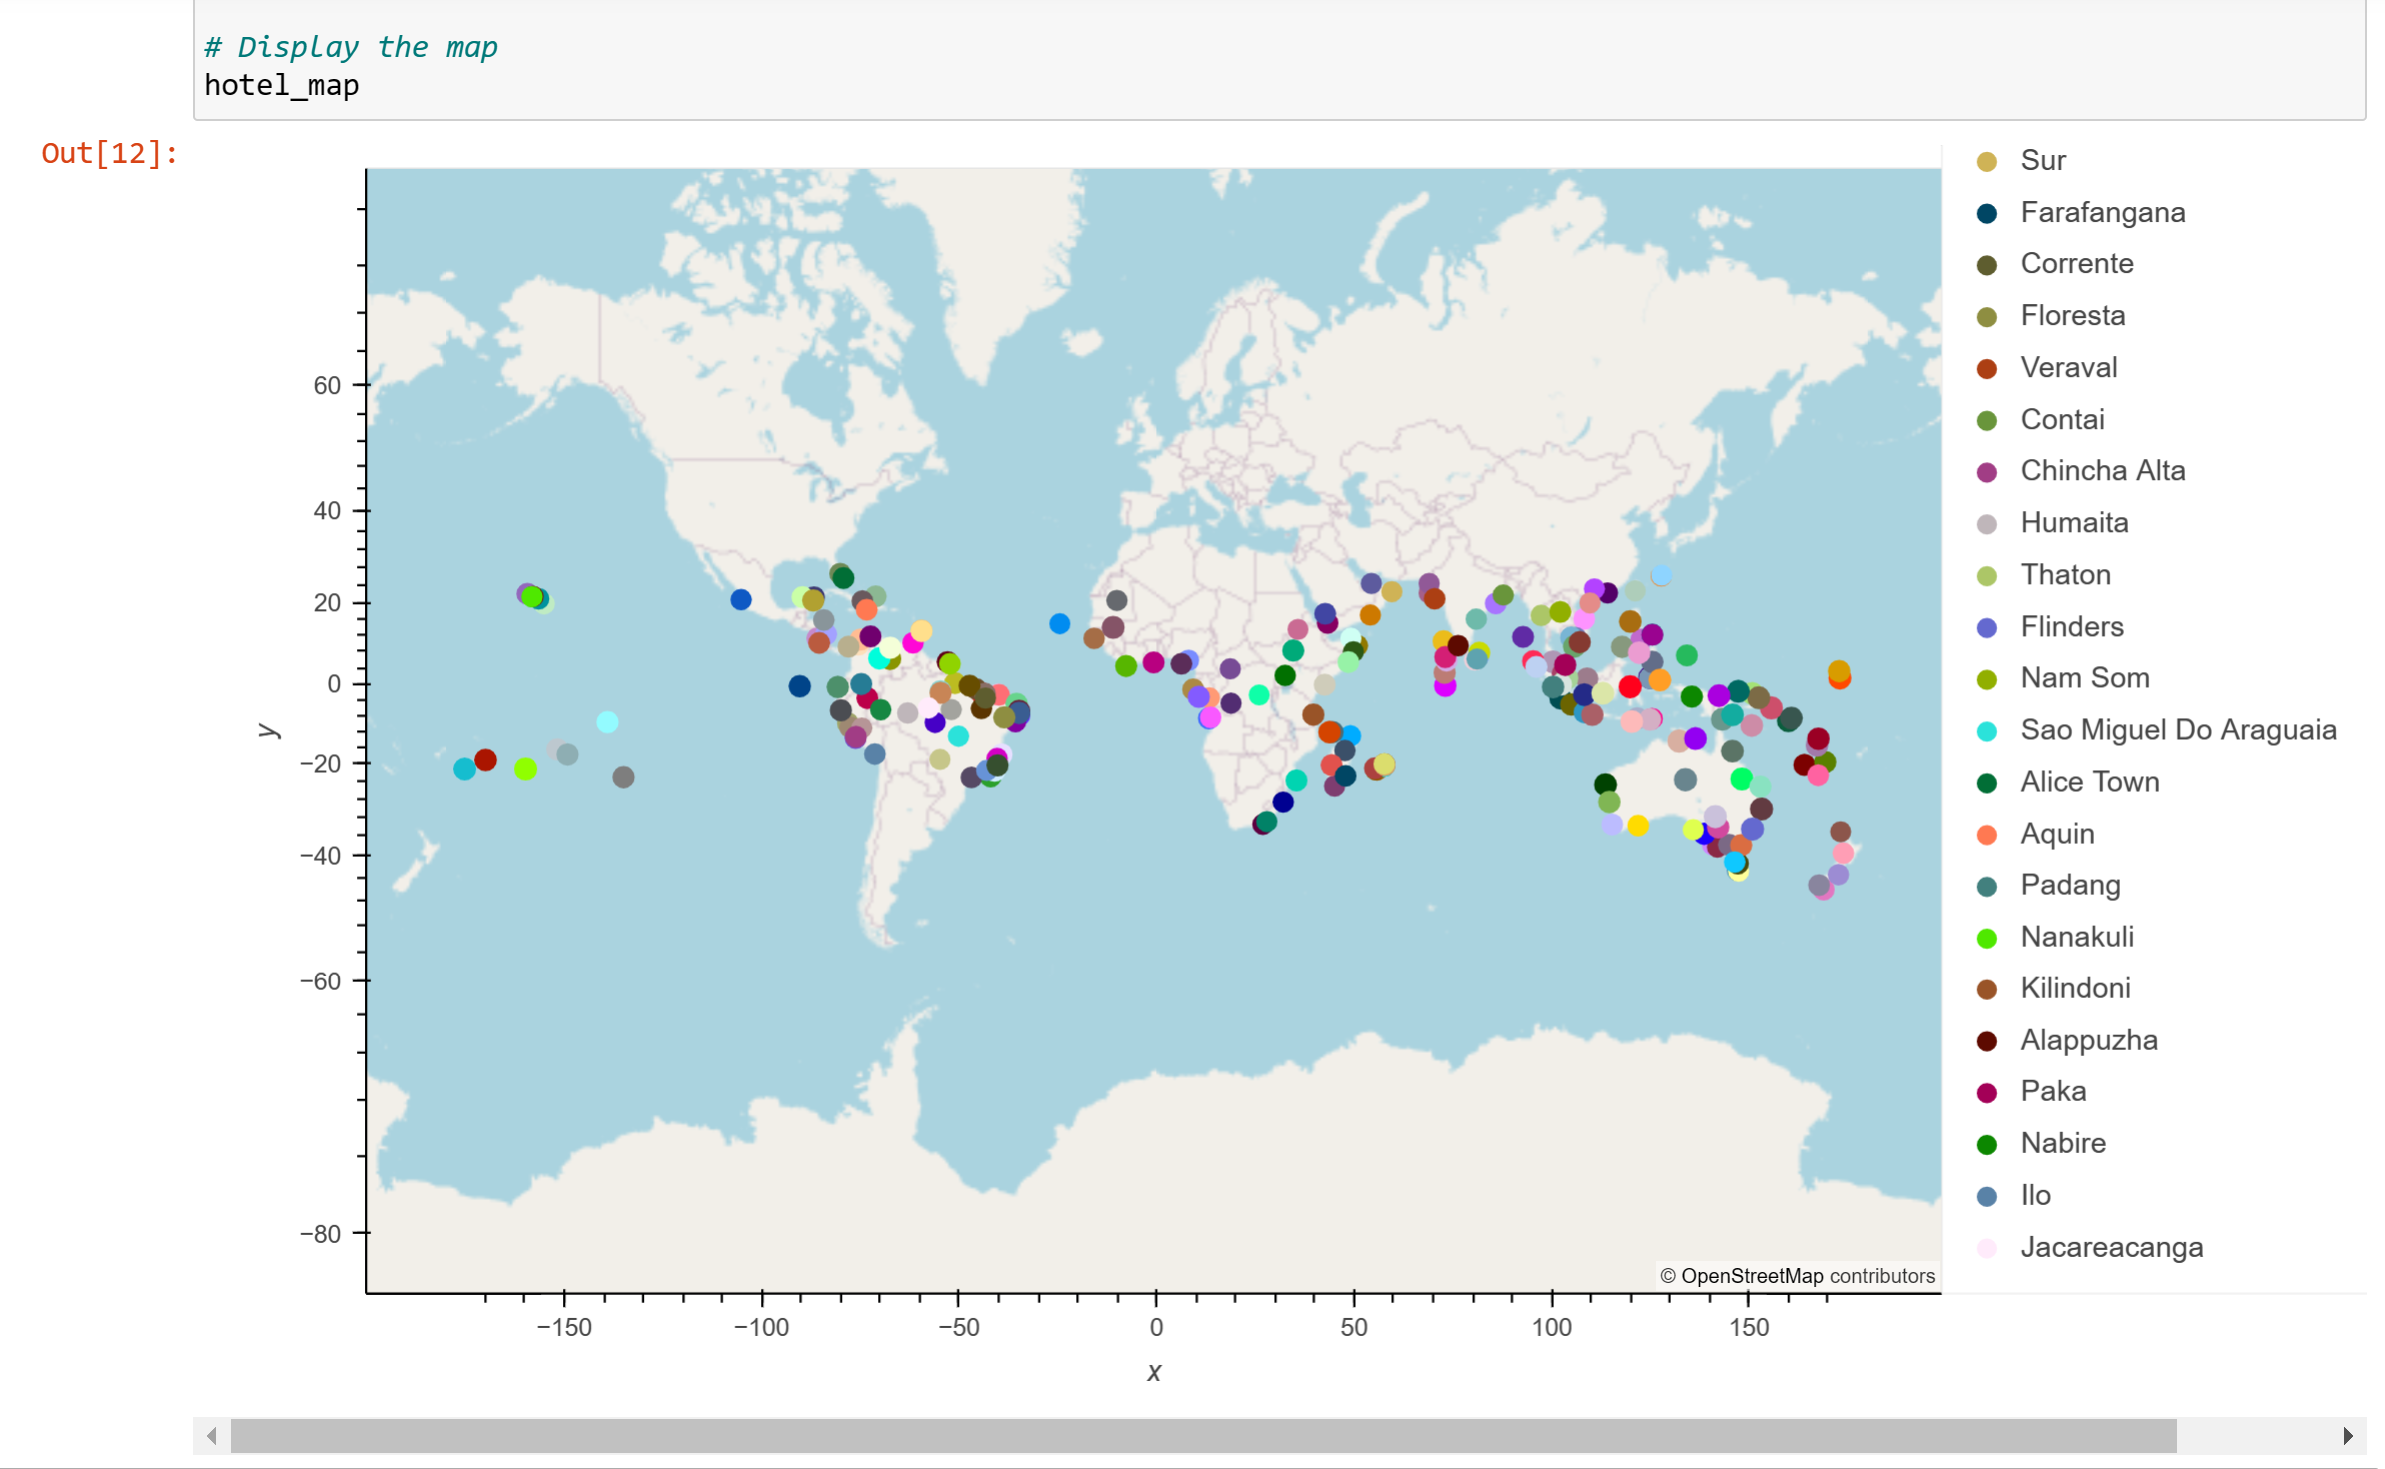 # Display the map
hotel_map
Out[12]:
Sur
Farafangana
Corrente
Floresta
Veraval
Contai
Chincha Alta
Humaita
Thaton
Flinders
Nam Som
Sao Miguel Do Araguaia
Alice Town
Aquin
Padang
Nanakuli
Kilindoni
Alappuzha
Paka
Nabire
Ilo
Jacareacanga
60
40
20
0
−20
−40
−60
−80
y
© OpenStreetMap contributors
−150 −100 −50 0 50 100 150
x